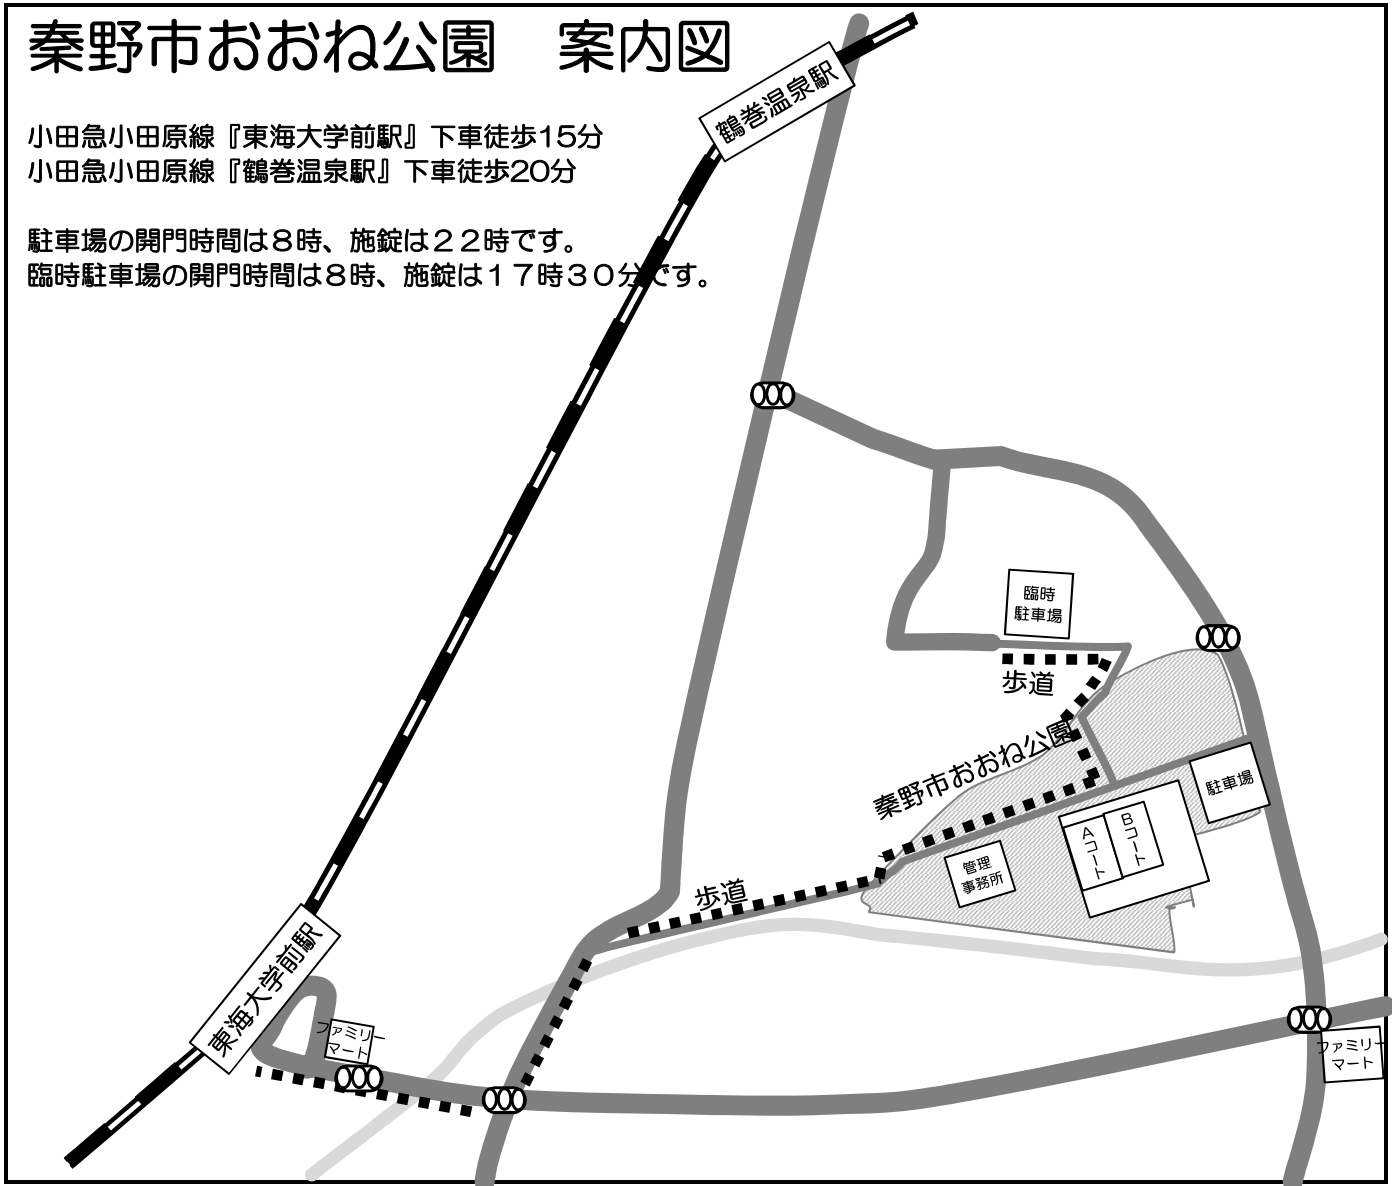 秦野市おおね公園　案内図
小田急小田原線『東海大学前駅』下車徒歩15分
小田急小田原線『鶴巻温泉駅』下車徒歩20分
駐車場の開門時間は８時、施錠は２２時です。
臨時駐車場の開門時間は８時、施錠は１７時３０分です。
鶴巻温泉駅
臨時
駐車場
歩道
秦野市おおね公園
駐車場
Aコート
Bコート
管理
事務所
歩道
東海大学前駅
ファミリー
マート
ファミリー
マート